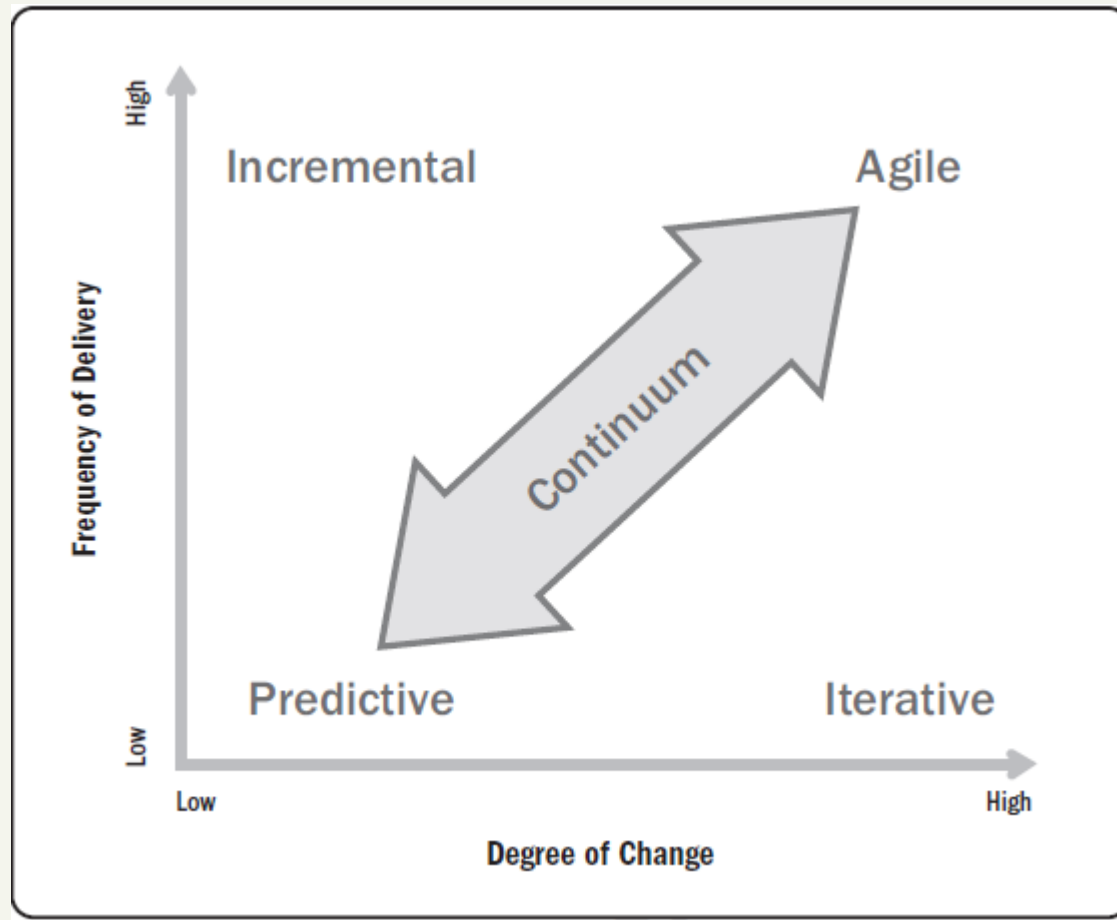 High
Incremental
Agile
Frequency of Delivery
Continuum
Predictive
Iterative
Low
Low
High
Degree of Change